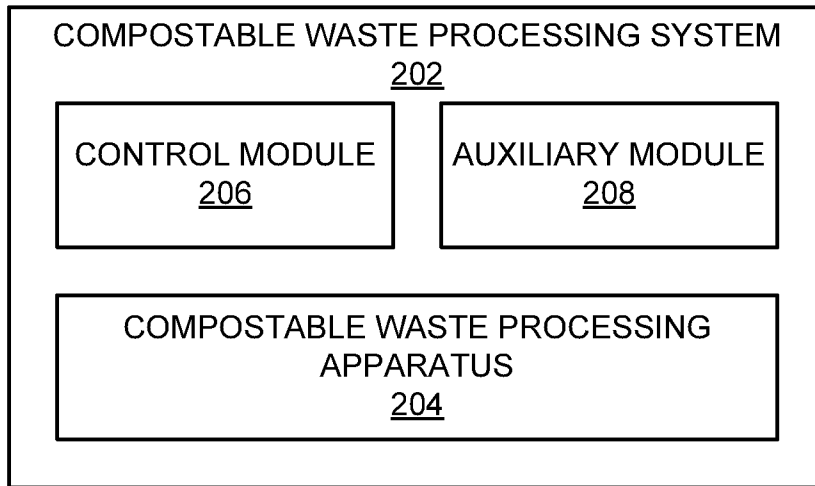 COMPOSTABLE WASTE PROCESSING SYSTEM
202
CONTROL MODULE
206
AUXILIARY MODULE
208
COMPOSTABLE WASTE PROCESSING
APPARATUS
204